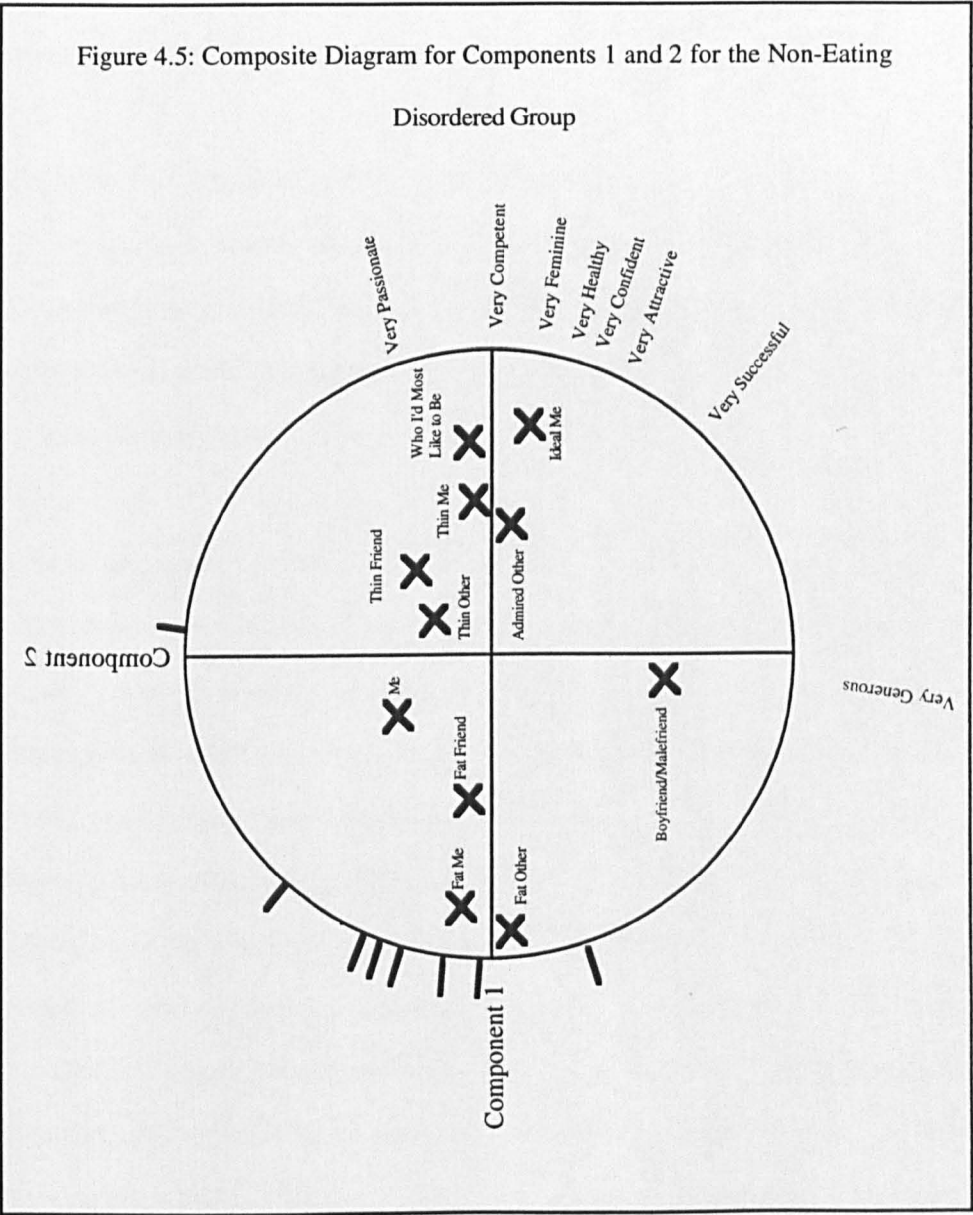 Figure 4.5: Composite Diagram for Components 1 and 2 for the Non-Eating
Disordered Group
Very Passionate
Very Competent
Very Feminine
Very Healthy
Very Confident
Very Attractive
Very Successful
Who I'd Most
Like to Be
Ideal Me
Thin Me
Thin Friend
Thin Other
Admired Other
Component 2
Very Generous
Me
Fat Friend
Boyfriend/Malefriend
Fat Me
Fat Other
Component 1